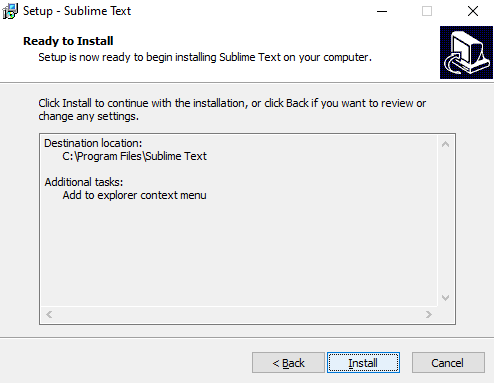 Setup - Sublime Text
Ready to Install
Setup is now ready to begin installing Sublime Text on your computer.
Click Install to continue with the installation, or click Back if you want to review or
change any settings.
Destination location:
C:\Program Files\Sublime Text
Additional tasks:
Add to explorer context menu
< Back
Install
Cancel